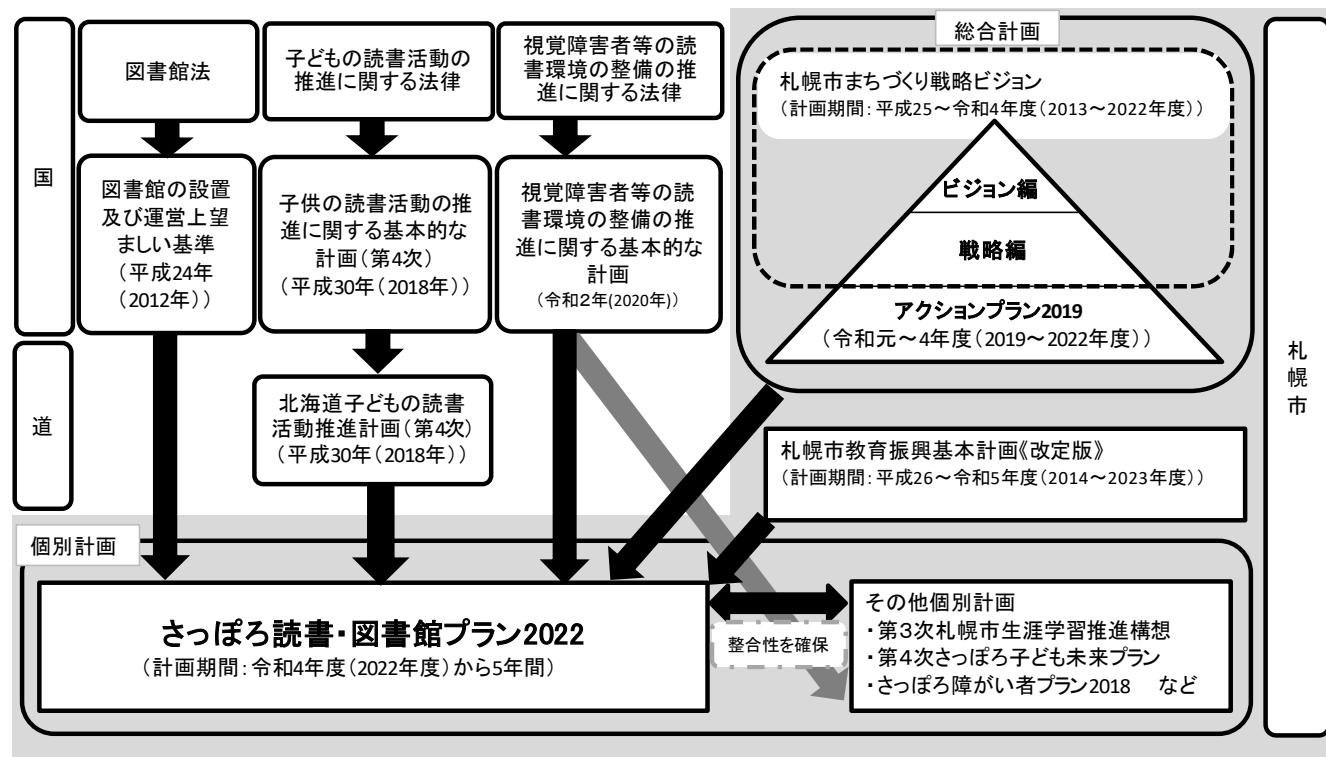 国
図書館法
子どもの読書活動の
推進に関する法律
視覚障害者等の読
書環境の整備の推
進に関する法律
図書館の設置
及び運営上望
ましい基準
（平成24年
（2012年））
子供の読書活動の推
進に関する基本的な
計画（第4次）
（平成30年（2018年））
視覚障害者等の読
書環境の整備の推
進に関する基本的な
計画
（令和２年(2020年)）
道
北海道子どもの読書
活動推進計画（第4次）
（平成30年（2018年））
総合計画
札幌市まちづくり戦略ビジョン
（計画期間：平成25～令和4年度（2013～2022年度））
ビジョン編
戦略編
アクションプラン2019
（令和元～4年度（2019～2022年度））
札幌市
札幌市教育振興基本計画《改定版》
（計画期間：平成26～令和5年度（2014～2023年度））
個別計画
さっぽろ読書・図書館プラン2022
（計画期間：令和4年度（2022年度）から5年間）
整合性を確保
その他個別計画
・第３次札幌市生涯学習推進構想
・第４次さっぽろ子ども未来プラン
・さっぽろ障がい者プラン2018　など